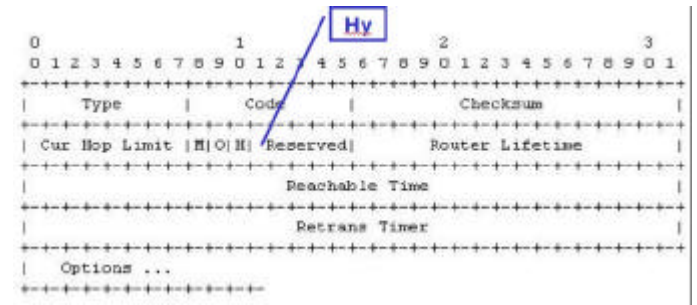 Hy
0 1 2 3
0 1 2 3 4 5 6 7 8 9 0 1 2 3 4 5 6 7 8 9 0 1 2 3 4 5 6 7 8 9 0 1
+-+-+-+-+-+-+-+-+-+-+-+-+-+-+-+-+-+-+-+-+-+-+-+-+-+-+-+-+-+-+-+-+
| Type | Code | Checksum |
+-+-+-+-+-+-+-+-+-+-+-+-+-+-+-+-+-+-+-+-+-+-+-+-+-+-+-+-+-+-+-+-+
| Cur Hop Limit |M|O|H| Reserved| Router Lifetime |
+-+-+-+-+-+-+-+-+-+-+-+-+-+-+-+-+-+-+-+-+-+-+-+-+-+-+-+-+-+-+-+-+
| Reachable Time |
+-+-+-+-+-+-+-+-+-+-+-+-+-+-+-+-+-+-+-+-+-+-+-+-+-+-+-+-+-+-+-+-+
| Retrans Timer |
+-+-+-+-+-+-+-+-+-+-+-+-+-+-+-+-+-+-+-+-+-+-+-+-+-+-+-+-+-+-+-+-+
| Options ...
+-+-+-+-+-+-+-+-+-+-+-+-